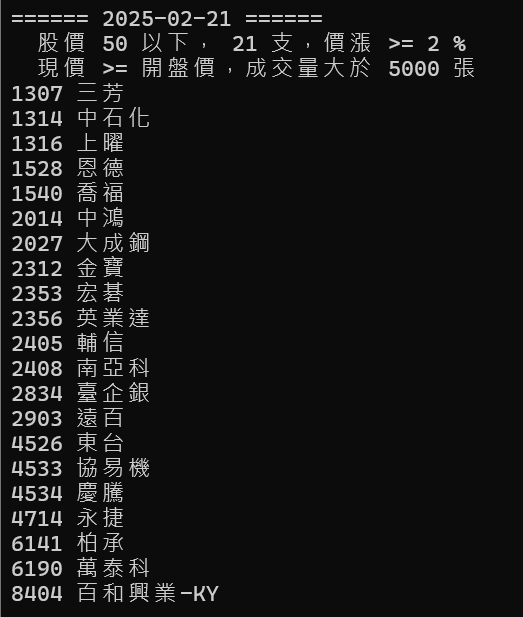 ====== 2025-02-21 ======
股價 50 以下， 21 支，價漲 >= 2 %
現價 >= 開盤價，成交量大於 5000 張
1307 三芳
1314 中石化
1316 上曜
1528 恩德
1540 喬福
2014 中鴻
2027 大成鋼
2312 金寶
2353 宏碁
2356 英業達
2405 輔信
2408 南亞科
2834 臺企銀
2903 遠百
4526 東台
4533 協易機
4534 慶騰
4714 永捷
6141 柏承
6190 萬泰科
8404 百和興業-KY